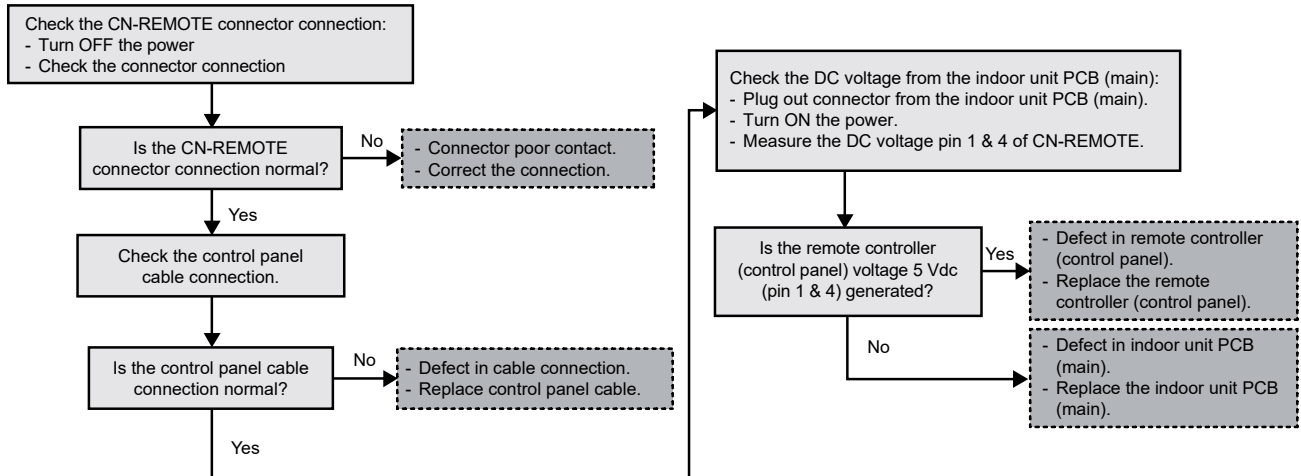 Check the CN-REMOTE connector connection:
- Turn OFF the power
- Check the connector connection
Is the CN-REMOTE
connector connection normal?
No
- Connector poor contact.
- Correct the connection.
Yes
Check the control panel
cable connection.
Is the control panel cable
connection normal?
No
- Defect in cable connection.
- Replace control panel cable.
Yes
Check the DC voltage from the indoor unit PCB (main):
- Plug out connector from the indoor unit PCB (main).
- Turn ON the power.
- Measure the DC voltage pin 1 & 4 of CN-REMOTE.
Is the remote controller
(control panel) voltage 5 Vdc
(pin 1 & 4) generated?
Yes
- Defect in remote controller
(control panel).
- Replace the remote
controller (control panel).
No
- Defect in indoor unit PCB
(main).
- Replace the indoor unit PCB
(main).